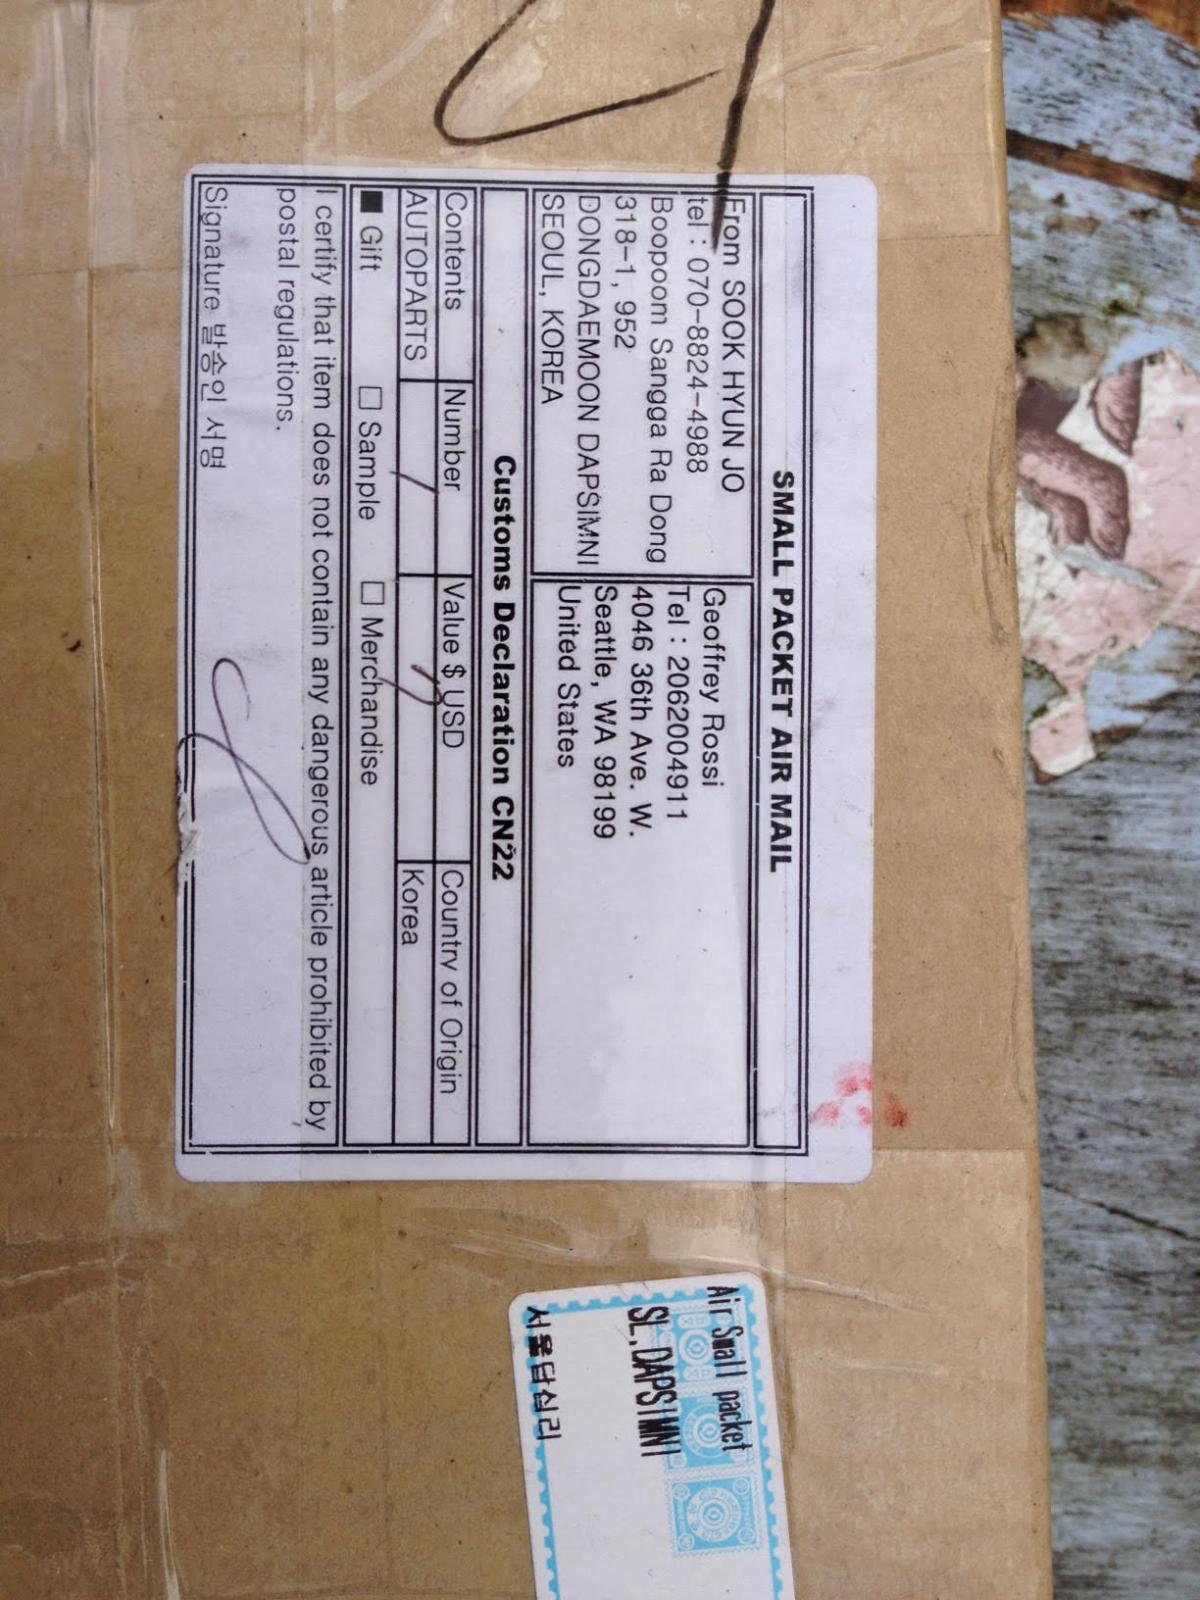 SMALL PACKET AIR MAIL
From SOOK HYUN JO
tel : 070-8824-4988
Boopoom Sangga Ra Dong
318-1, 952
DONGDAEMOON DAPSIMNI
SEOUL, KOREA
Geoffrey Rossi
Tel : 2062004911
4046 36th Ave. W.
Seattle, WA 98199
United States
Customs Declaration CN22
Contents Number Value $ USD Country of Origin
AUTOPARTS 1 Korea
■ Gift □ Sample □ Merchandise
I certify that item does not contain any dangerous article prohibited by
postal regulations.
Signature 발송인 서명
Air Small packet
SL.DAPSIMNI
서울답십리